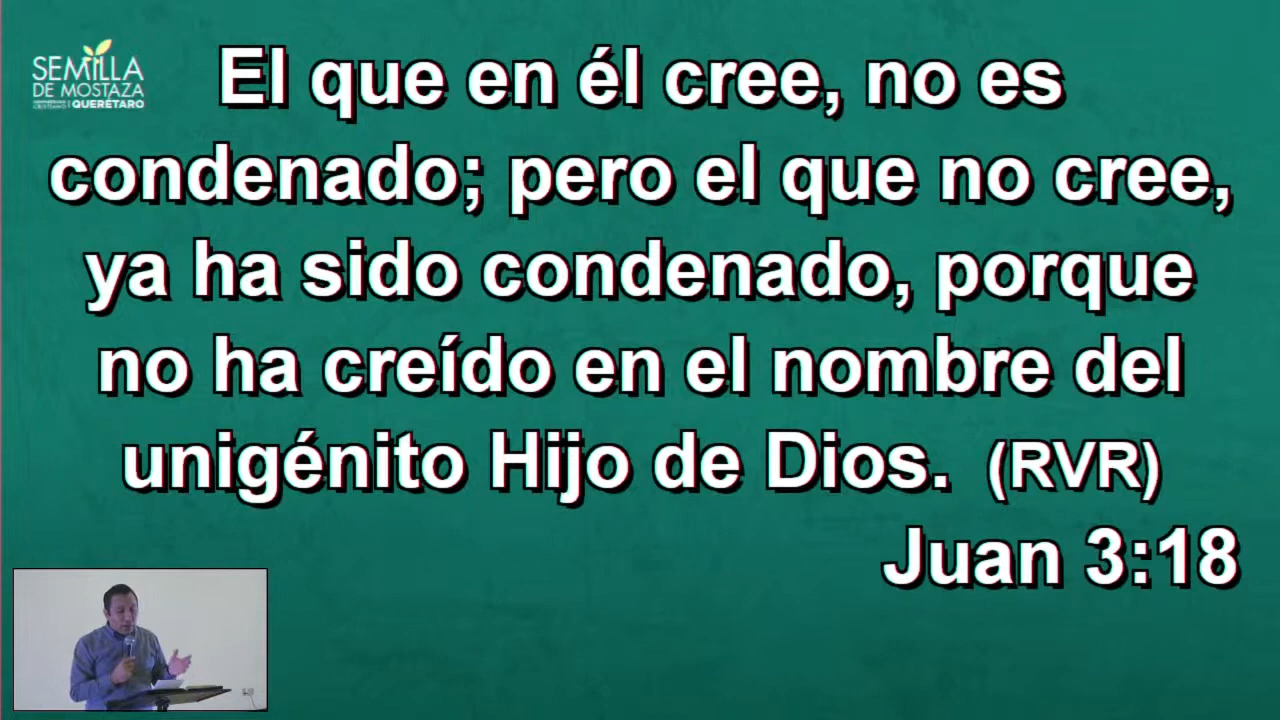 SEMILLA
DE MOSTAZA
QUERÉTARO
El que en él cree, no es
condenado; pero el que no cree,
ya ha sido condenado, porque
no ha creído en el nombre del
unigénito Hijo de Dios. (RVR)
Juan 3:18